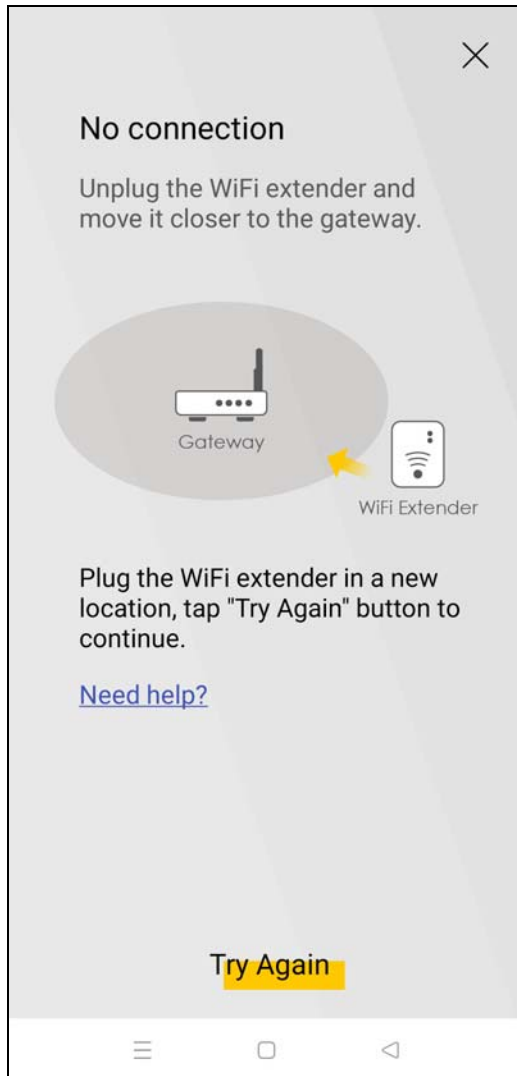 No connection
Unplug the WiFi extender and
move it closer to the gateway.
Gateway
WiFi Extender
Plug the WiFi extender in a new
location, tap "Try Again" button to
continue.
Need help?
Try Again